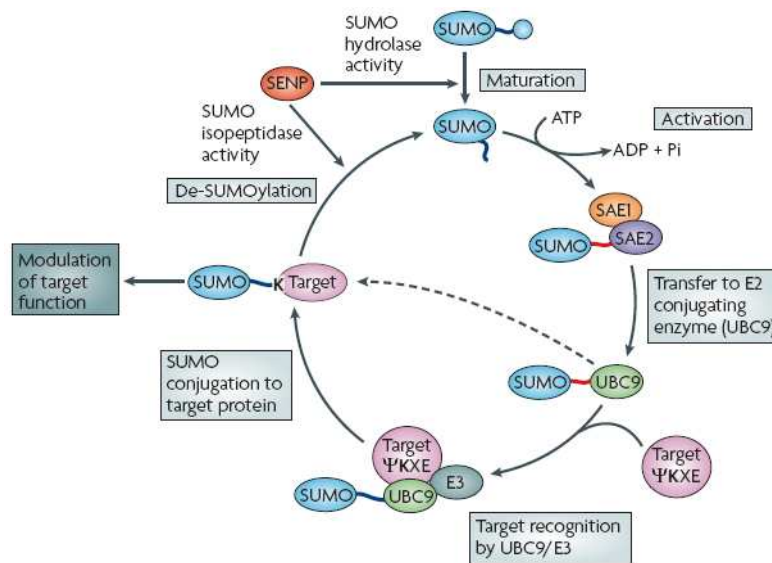 SUMO
SUMO
hydrolase
activity
Maturation
SENP
SUMO
isopeptidase
activity
SUMO
ATP
Activation
ADP + Pi
De-SUMOylation
SAE1
SUMO
SAE2
Modulation
of target
function
SUMO
K
Target
Transfer to E2
conjugating
enzyme (UBC9)
SUMO
conjugation to
target protein
SUMO
UBC9
Target
ΨKXE
E3
SUMO
UBC9
Target
ΨKXE
Target recognition
by UBC9/E3